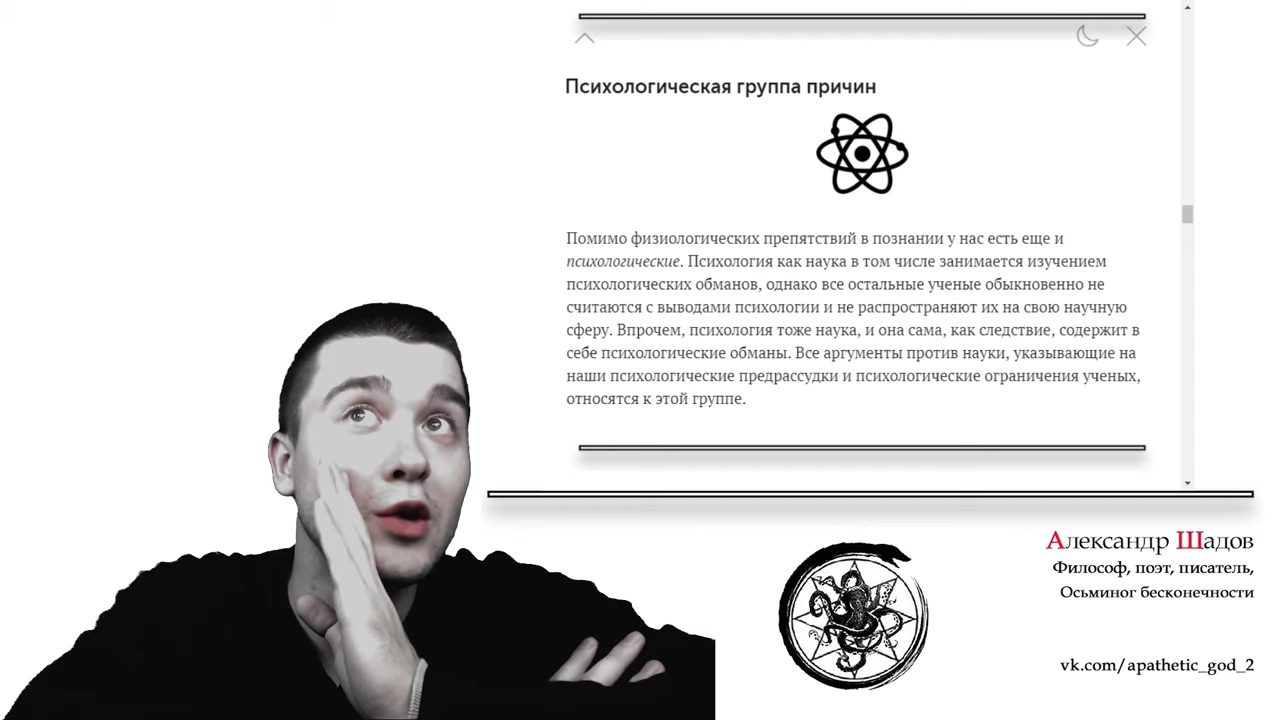 Психологическая группа причин
Помимо физиологических препятствий в познании у нас есть еще и
психологические. Психология как наука в том числе занимается изучением
психологических обманов, однако все остальные ученые обыкновенно не
считаются с выводами психологии и не распространяют их на свою научную
сферу. Впрочем, психология тоже наука, и она сама, как следствие, содержит в
себе психологические обманы. Все аргументы против науки, указывающие на
наши психологические предрассудки и психологические ограничения ученых,
относятся к этой группе.
Александр Шадов
Философ, поэт, писатель,
Осьминог бесконечности
vk.com/apathetic_god_2